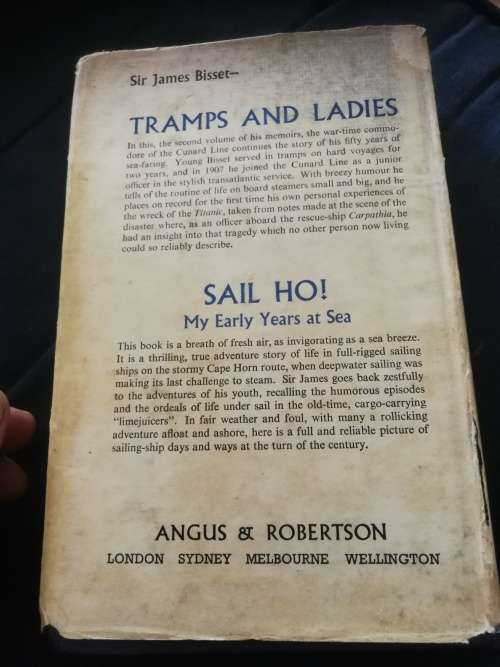 Sir James Bisset—
TRAMPS AND LADIES
In this, the second volume of his memoirs, the war-time commo-
dore of the Cunard Line continues the story of his fifty years of
sea-faring. Young Bisset served in tramps on hard voyages for
two years, and in 1907 he joined the Cunard Line as a junior
officer in the stylish transatlantic service. With breezy humour he
tells of the routine of life on board steamers small and big, and he
places on record for the first time his own personal experiences of
the wreck of the Titanic, taken from notes made at the scene of the
disaster where, as an officer aboard the rescue-ship Carpathia, he
had an insight into that tragedy which no other person now living
could so reliably describe.
SAIL HO!
My Early Years at Sea
This book is a breath of fresh air, as invigorating as a sea breeze.
It is a thrilling, true adventure story of life in full-rigged sailing
ships on the stormy Cape Horn route, when deepwater sailing was
making its last challenge to steam. Sir James goes back zestfully
to the adventures of his youth, recalling the humorous episodes
and the ordeals of life under sail in the old-time, cargo-carrying
"limejuicers". In fair weather and foul, with many a rollicking
adventure afloat and ashore, here is a full and reliable picture of
sailing-ship days and ways at the turn of the century.
ANGUS & ROBERTSON
LONDON SYDNEY MELBOURNE WELLINGTON